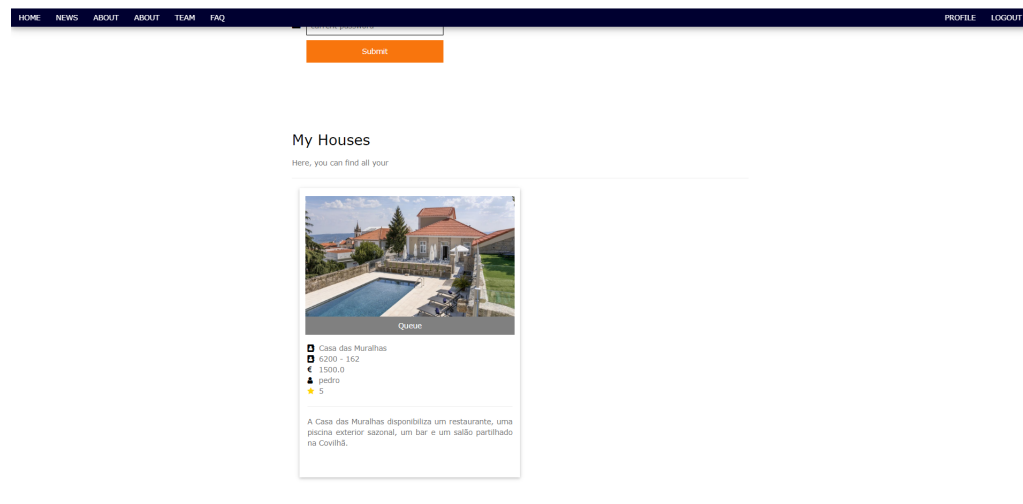 HOME NEWS ABOUT ABOUT TEAM FAQ PROFILE LOGOUT
Submit
My Houses
Here, you can find all your
Queue
Casa das Muralhas
6200 - 162
€ 1500.0
pedro
5
A Casa das Muralhas disponibiliza um restaurante, uma
piscina exterior sazonal, um bar e um salão partilhado
na Covilhã.